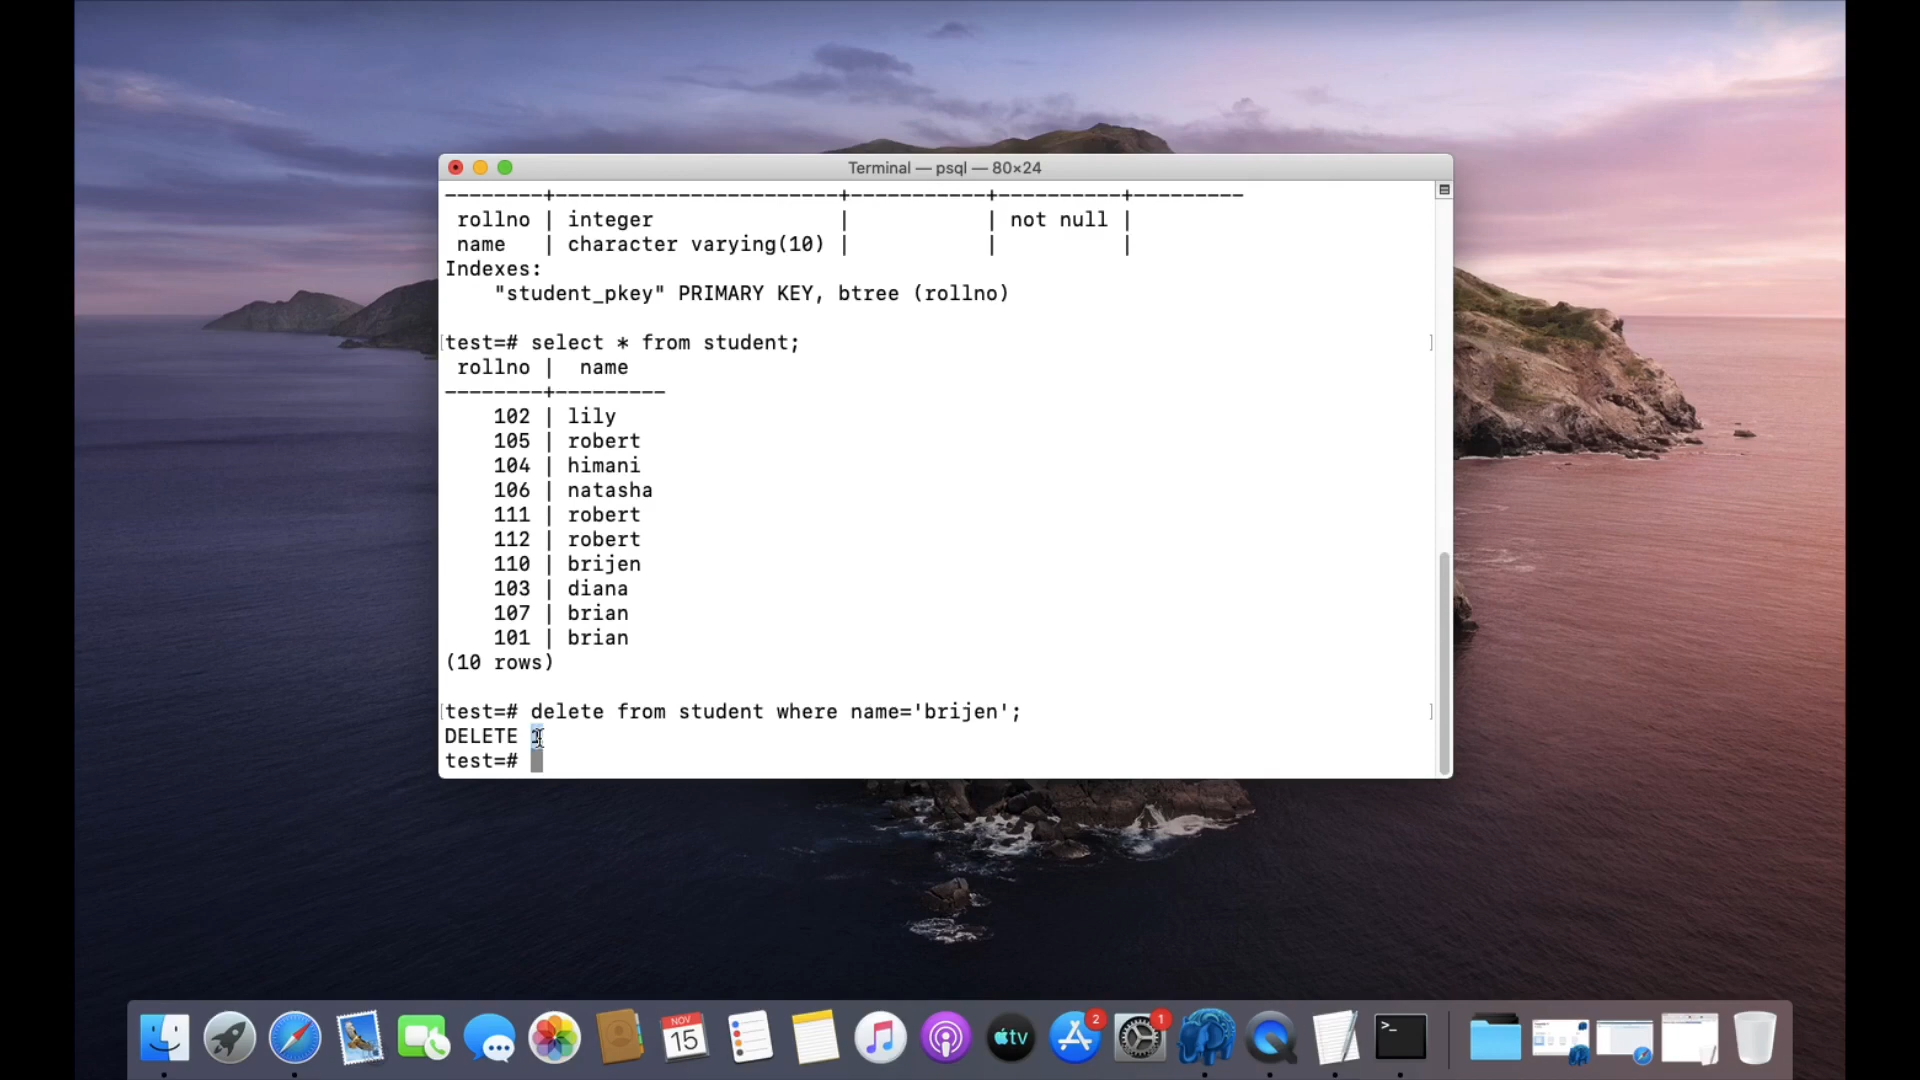 Terminal — psql — 80×24
--------+-----------------------+-----------+----------+---------
rollno | integer | | not null |
name | character varying(10) | | |
Indexes:
"student_pkey" PRIMARY KEY, btree (rollno)
test=# select * from student;
rollno | name
--------+---------
102 | lily
105 | robert
104 | himani
106 | natasha
111 | robert
112 | robert
110 | brijen
103 | diana
107 | brian
101 | brian
(10 rows)
test=# delete from student where name='brijen';
DELETE
test=#
NOV
15
tv
2
1
>_